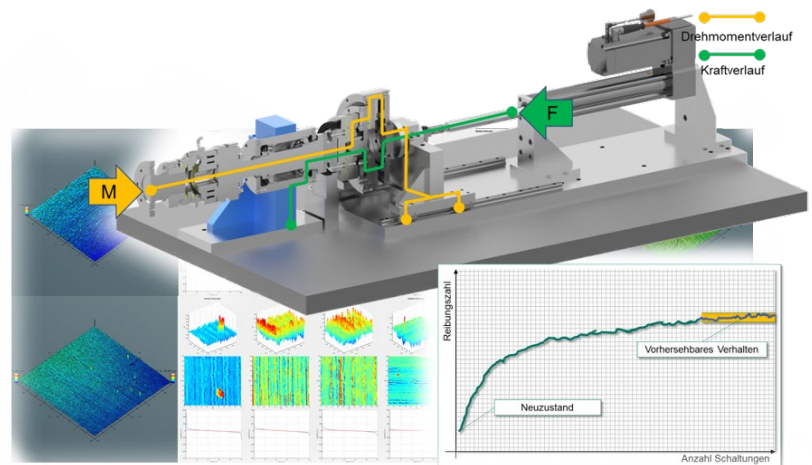 Drehmomentverlauf
Kraftverlauf
F
M
Reibungszahl
Vorhersehbares Verhalten
Neuzustand
Anzahl Schaltungen